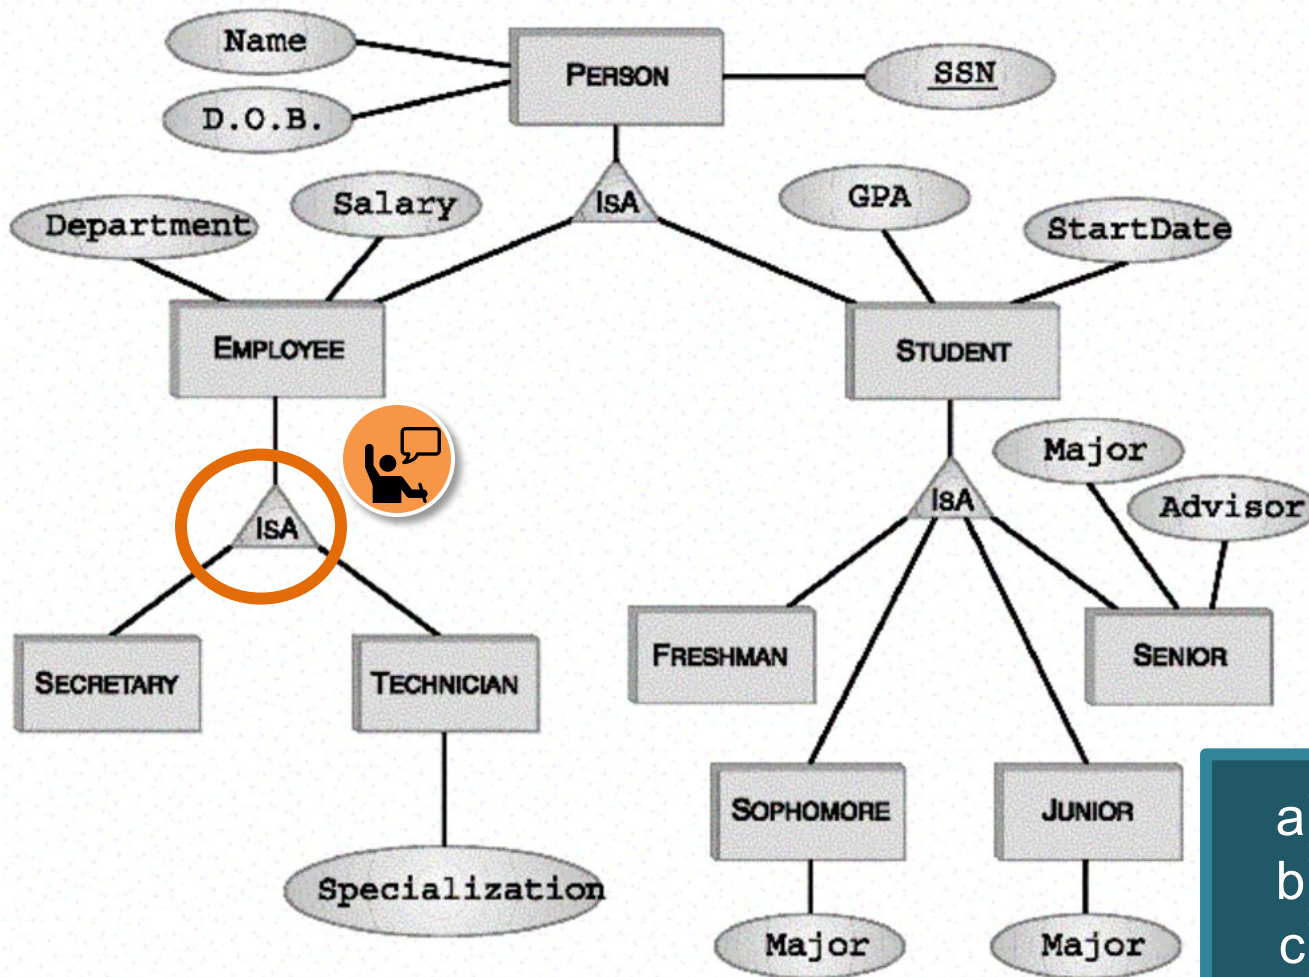 Name
PERSON
SSN
D.O.B.
IsA
Department
Salary
GPA
StartDate
EMPLOYEE
STUDENT
IsA
IsA
Major
Advisor
SECRETARY
TECHNICIAN
FRESHMAN
SENIOR
SOPHOMORE
JUNIOR
Specialization
Major
Major
a
b
c